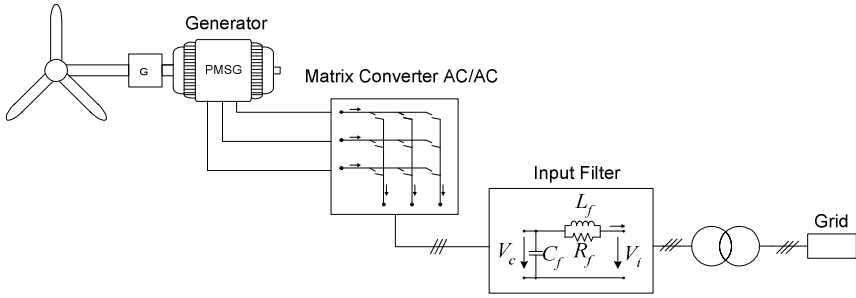 Generator
G
PMSG
Matrix Converter AC/AC
Input Filter
L_f
V_c
C_f
R_f
V_i
Grid